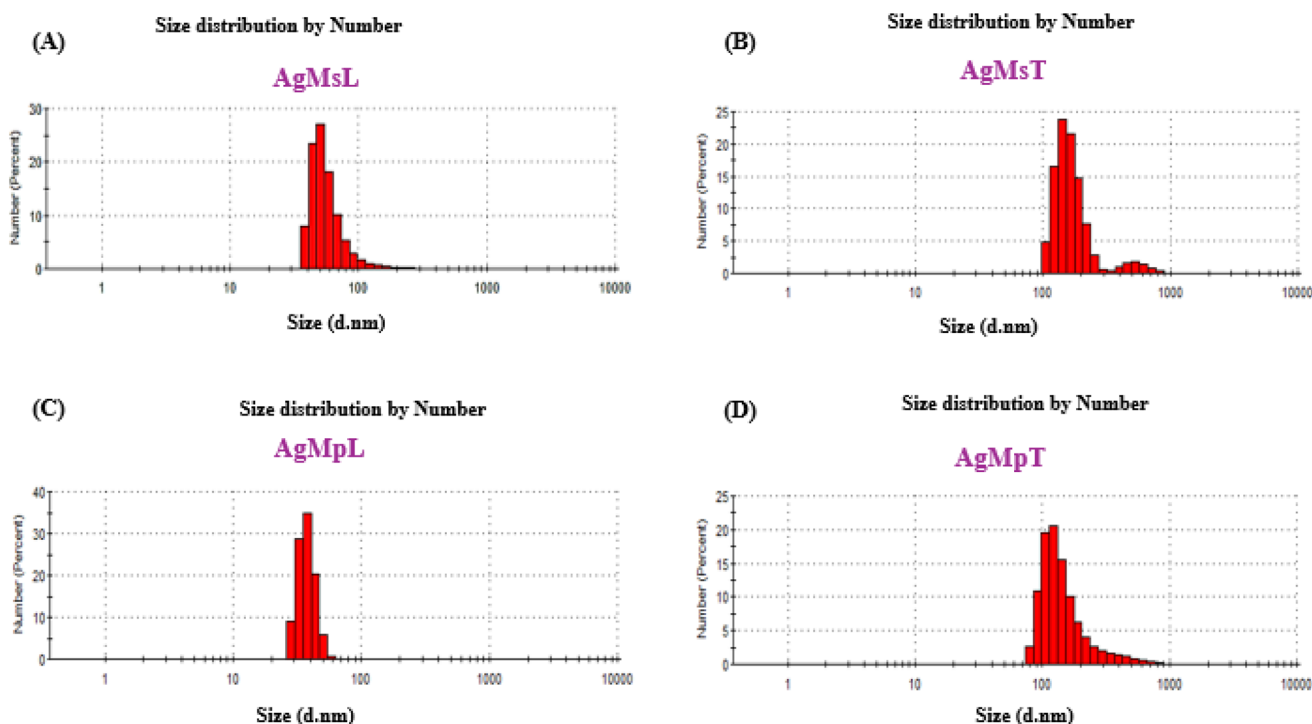 (A)
Size distribution by Number
AgMsL
Number (Percent)
30
20
10
0
1 10 100 1000 10000
Size (d.nm)
(B)
Size distribution by Number
AgMsT
Number (Percent)
25
20
15
10
5
0
1 10 100 1000 10000
Size (d.nm)
(C)
Size distribution by Number
AgMpL
Number (Percent)
40
30
20
10
0
1 10 100 1000 10000
Size (d.nm)
(D)
Size distribution by Number
AgMpT
Number (Percent)
25
20
15
10
5
0
1 10 100 1000 10000
Size (d.nm)